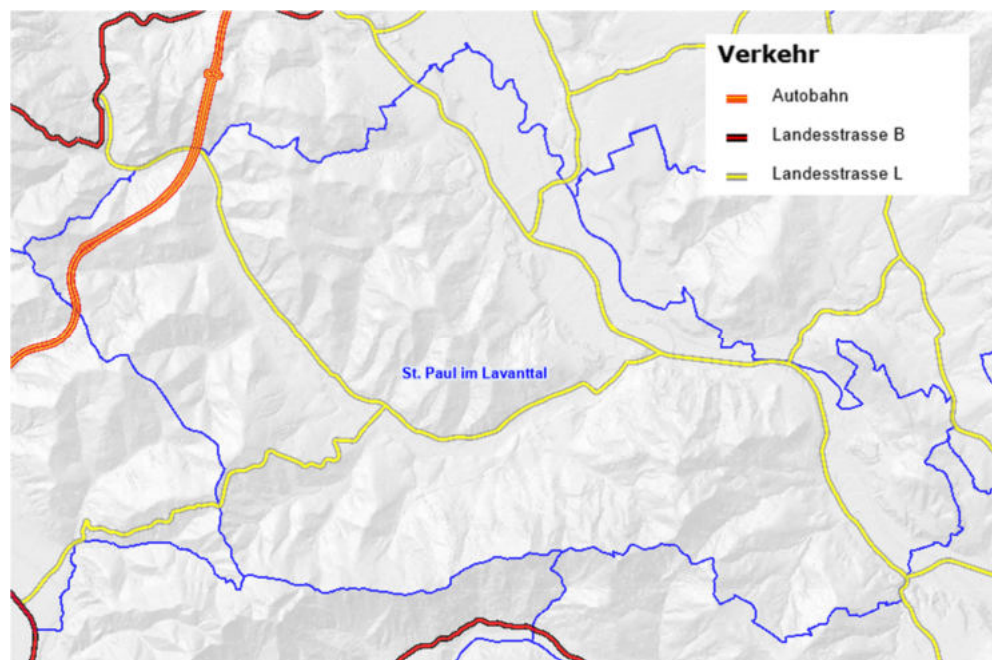 Verkehr
Autobahn
Landesstrasse B
Landesstrasse L
St. Paul im Lavanttal